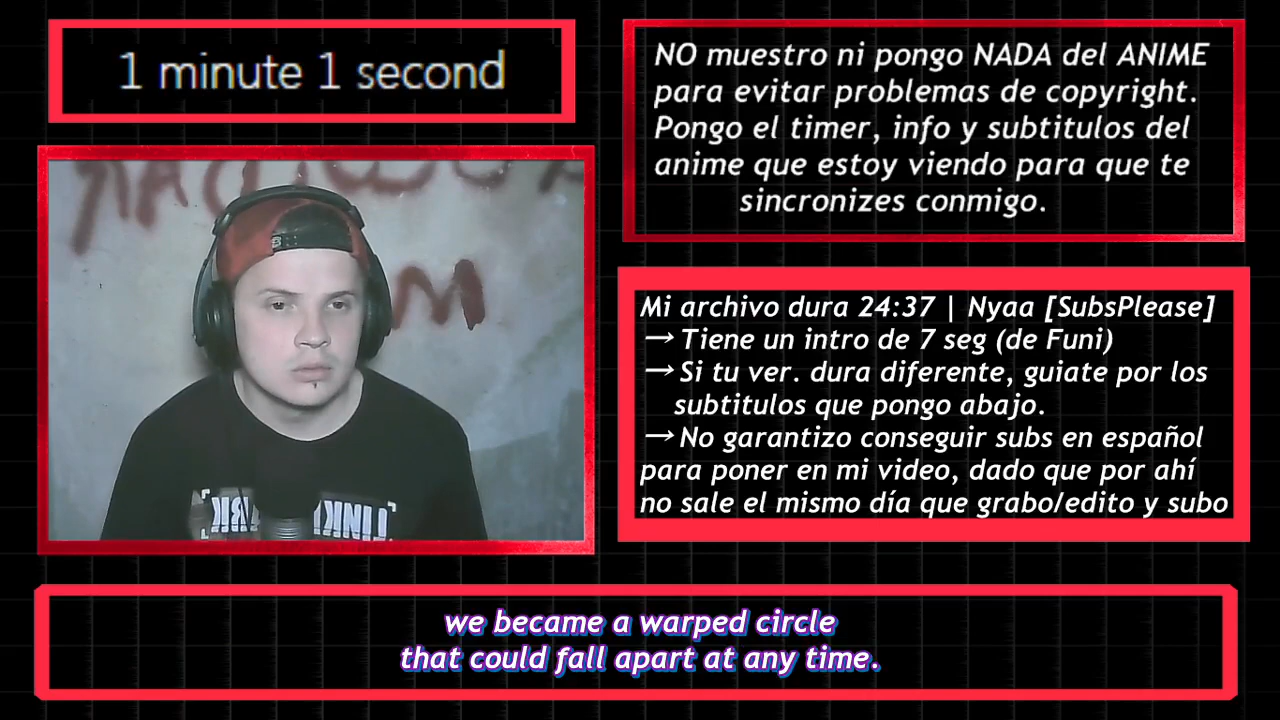 1 minute 1 second
NO muestro ni pongo NADA del ANIME
para evitar problemas de copyright.
Pongo el timer, info y subtitulos del
anime que estoy viendo para que te
sincronizes conmigo.
Mi archivo dura 24:37 | Nyaa [SubsPlease]
→ Tiene un intro de 7 seg (de Funi)
→ Si tu ver. dura diferente, guiate por los
subtitulos que pongo abajo.
→ No garantizo conseguir subs en español
para poner en mi video, dado que por ahí
no sale el mismo día que grabo/edito y subo
we became a warped circle
that could fall apart at any time.